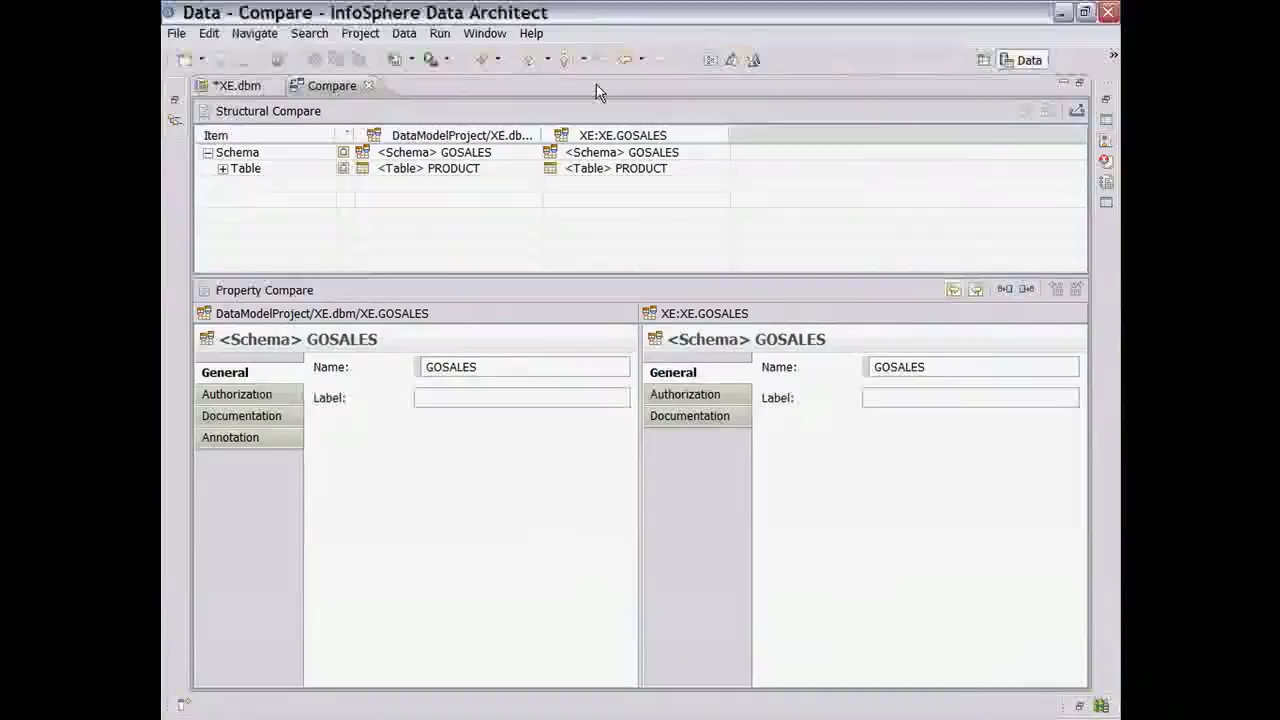 Data - Compare - InfoSphere Data Architect
File Edit Navigate Search Project Data Run Window Help
Data
*XE.dbm Compare
Structural Compare
Item DataModelProject/XE.db... XE:XE.GOSALES
Schema <Schema> GOSALES <Schema> GOSALES
Table <Table> PRODUCT <Table> PRODUCT
Property Compare
DataModelProject/XE.dbm/XE.GOSALES XE:XE.GOSALES
<Schema> GOSALES <Schema> GOSALES
General Name: GOSALES General Name: GOSALES
Authorization Label: Authorization Label:
Documentation Documentation
Annotation